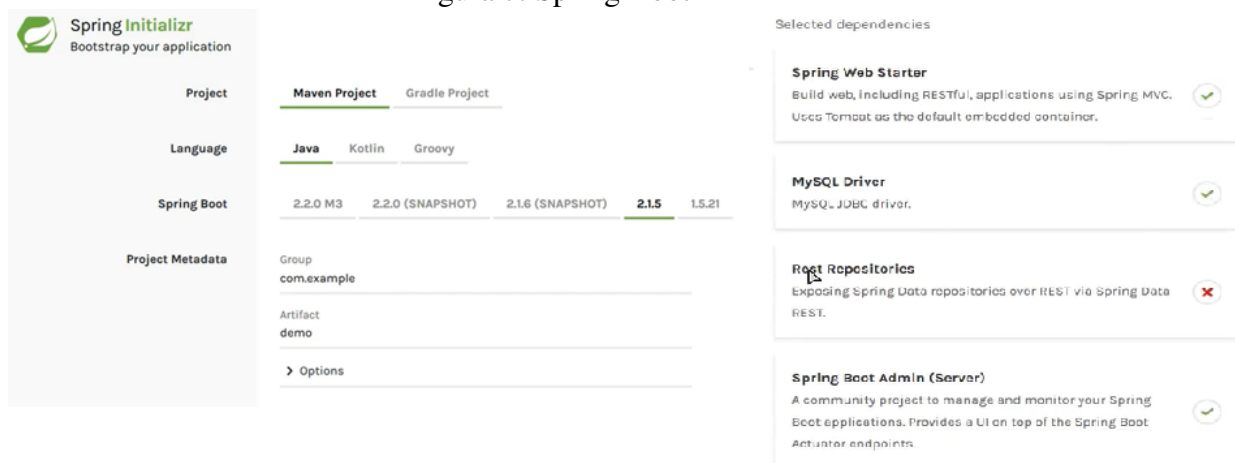 Spring Initializr
Bootstrap your application
Project
Maven Project Gradle Project
Language
Java Kotlin Groovy
Spring Boot
2.2.0 M3 2.2.0 (SNAPSHOT) 2.1.6 (SNAPSHOT) 2.1.5 1.5.21
Project Metadata
Group
com.example
Artifact
demo
Options
Selected dependencies
Spring Web Starter
Build web, including RESTful, applications using Spring MVC.
Uses Tomcat as the default embedded container.
MySQL Driver
MySQL JDBC driver.
Rest Repositories
Exposing Spring Data repositories over REST via Spring Data
REST.
Spring Boot Admin (Server)
A community project to manage and monitor your Spring
Boot applications. Provides a UI on top of the Spring Boot
Actuator endpoints.